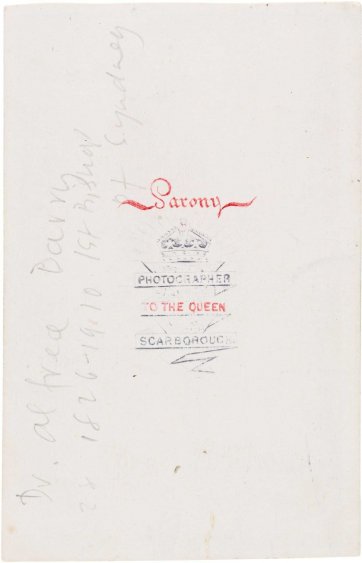 Sarony
PHOTOGRAPHER
TO THE QUEEN
SCARBOROUGH
Dr. Alfred Barry
1826-1910 1st Bishop
of Sydney